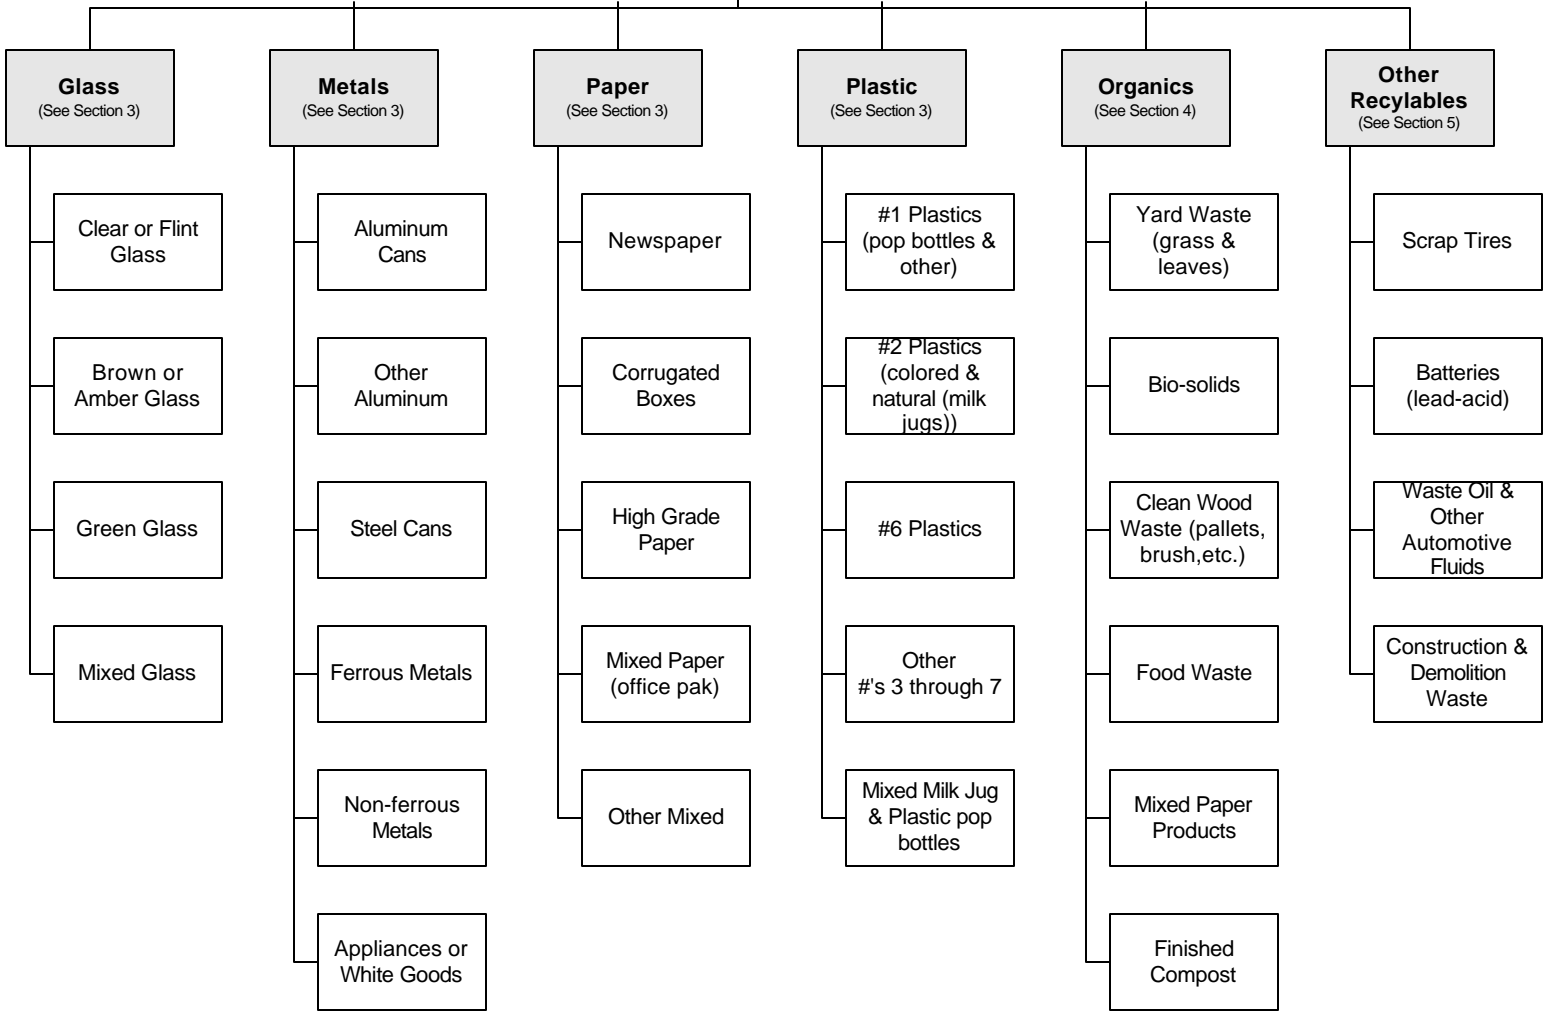 Glass
(See Section 3)
Clear or Flint
Glass
Brown or
Amber Glass
Green Glass
Mixed Glass
Metals
(See Section 3)
Aluminum
Cans
Other
Aluminum
Steel Cans
Ferrous Metals
Non-ferrous
Metals
Appliances or
White Goods
Paper
(See Section 3)
Newspaper
Corrugated
Boxes
High Grade
Paper
Mixed Paper
(office pak)
Other Mixed
Plastic
(See Section 3)
#1 Plastics
(pop bottles &
other)
#2 Plastics
(colored &
natural (milk
jugs))
#6 Plastics
Other
#'s 3 through 7
Mixed Milk Jug
& Plastic pop
bottles
Organics
(See Section 4)
Yard Waste
(grass &
leaves)
Bio-solids
Clean Wood
Waste (pallets,
brush,etc.)
Food Waste
Mixed Paper
Products
Finished
Compost
Other
Recylables
(See Section 5)
Scrap Tires
Batteries
(lead-acid)
Waste Oil &
Other
Automotive
Fluids
Construction &
Demolition
Waste